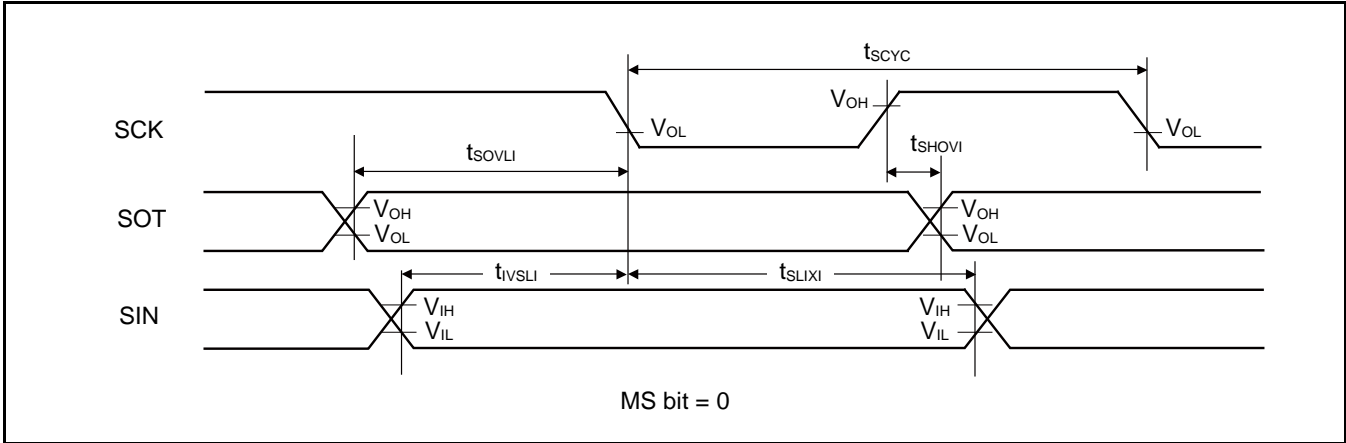 tSCYC
SCK
VOL
VOH
VOL
tSOVLI
tSHOVI
SOT
VOH
VOL
VOH
VOL
tIVSLI
tSLIXI
SIN
VIH
VIL
VIH
VIL
MS bit = 0